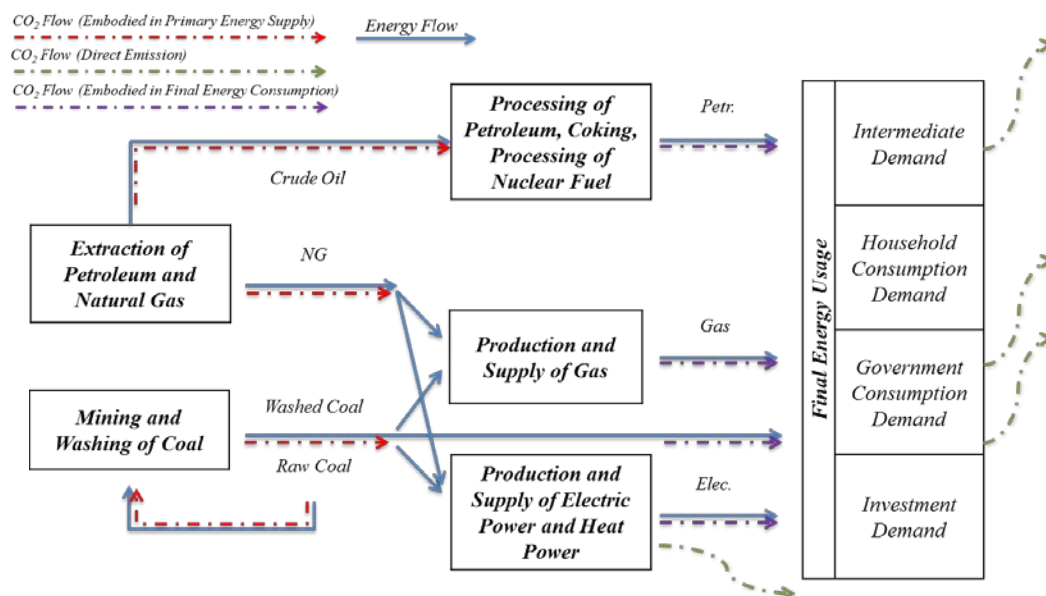 CO2 Flow (Embodied in Primary Energy Supply)
Energy Flow
CO2 Flow (Direct Emission)
CO2 Flow (Embodied in Final Energy Consumption)
Processing of
Petroleum, Coking,
Processing of
Nuclear Fuel
Petr.
Intermediate
Demand
Crude Oil
Extraction of
Petroleum and
Natural Gas
NG
Household
Consumption
Demand
Final Energy Usage
Production and
Supply of Gas
Gas
Government
Consumption
Demand
Mining and
Washing of Coal
Washed Coal
Raw Coal
Production and
Supply of Electric
Power and Heat
Power
Elec.
Investment
Demand